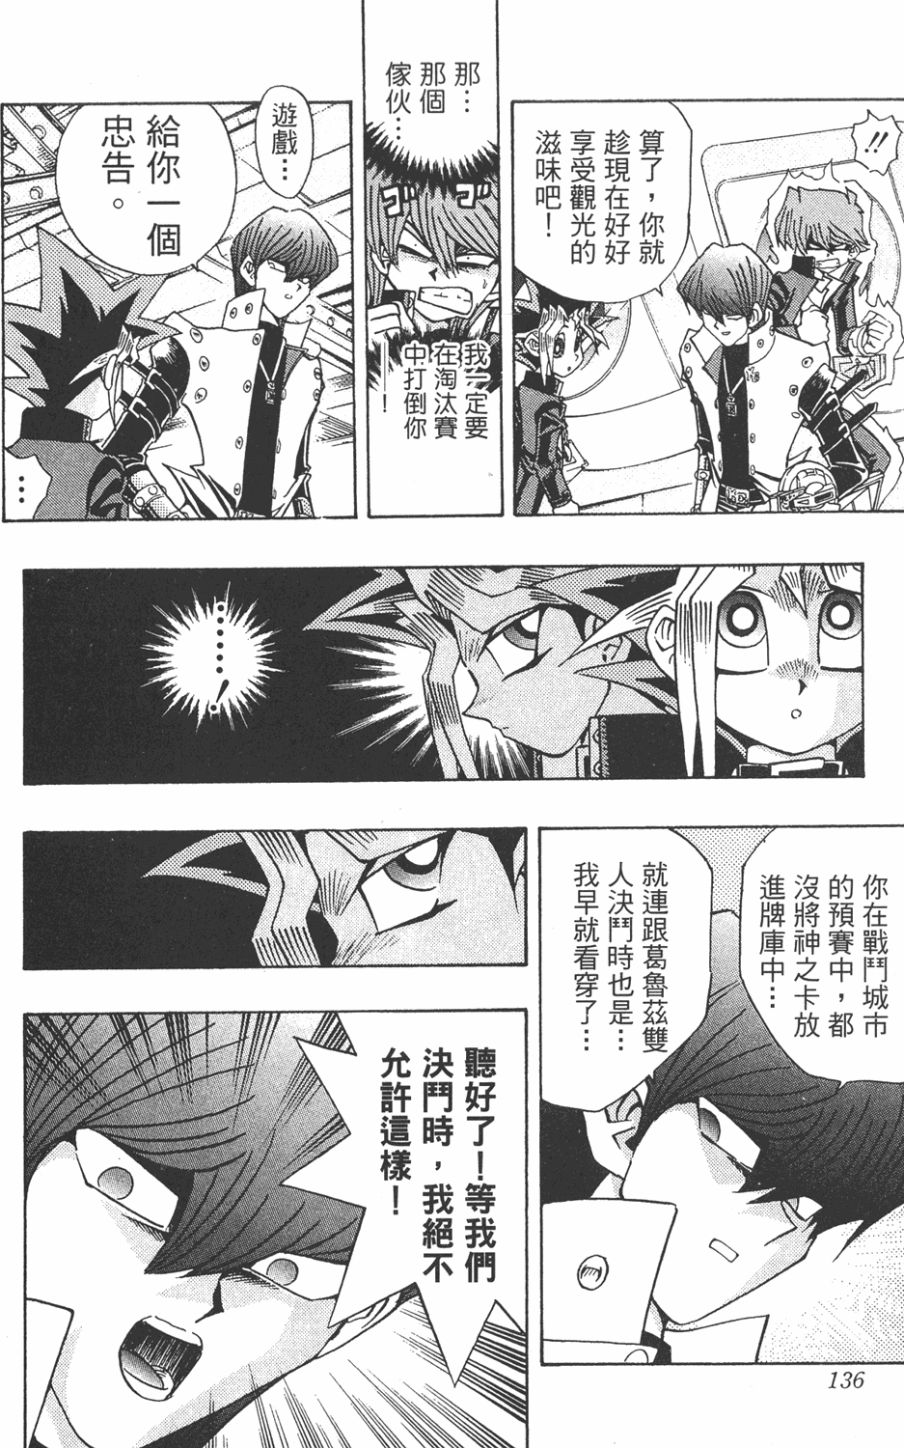 !!
算了，你就
趁現在好好
享受觀光的
滋味吧！
那…
那個
傢伙…
ゴゴ
ゴゴ
我一定要
在淘汰賽
中打倒你
！
遊戲…
給你一個
忠告。
…
……！
你在戰鬥城市
的預賽中，都
沒將神之卡放
進牌庫中…
就連跟葛魯茲雙
人決鬥時也是…
我早就看穿了…
聽好了！等我們
決鬥時，我絕不
允許這樣！
136